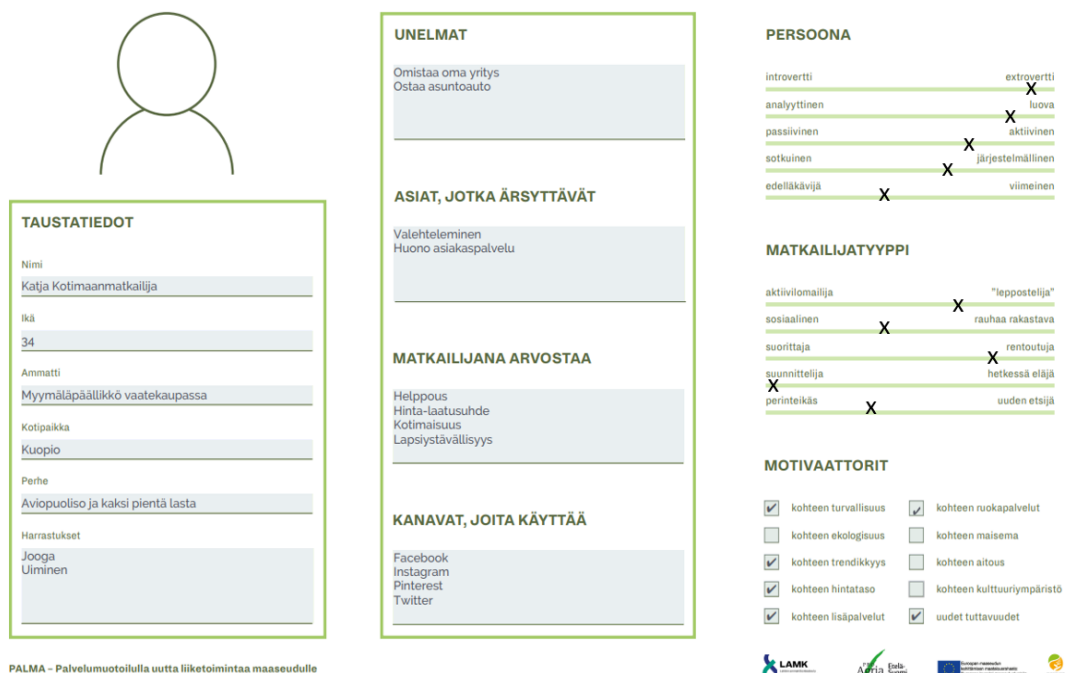 TAUSTATIEDOT
Nimi
Katja Kotimaanmatkailija
Ikä
34
Ammatti
Myymäläpäällikkö vaatekaupassa
Kotipaikka
Kuopio
Perhe
Aviopuoliso ja kaksi pientä lasta
Harrastukset
Jooga
Uiminen
PALMA – Palvelumuotoilulla uutta liiketoimintaa maaseudulle
UNELMAT
Omistaa oma yritys
Ostaa asuntoauto
ASIAT, JOTKA ÄRSYTTÄVÄT
Valehteleminen
Huono asiakaspalvelu
MATKAILIJANA ARVOSTAA
Helppous
Hinta-laatusuhde
Kotimaisuus
Lapsiystävällisyys
KANAVAT, JOITA KÄYTTÄÄ
Facebook
Instagram
Pinterest
Twitter
PERSOONA
introvertti extrovertti
X
analyyttinen luova
X
passiivinen aktiivinen
X
sotkuinen järjestelmällinen
X
edelläkävijä viimeinen
X
MATKAILIJATYYPPI
aktiivilomailija "leppostelija"
X
sosiaalinen rauhaa rakastava
X
suorittaja rentoutuja
X
suunnittelija hetkessä eläjä
X
perinteikäs uuden etsijä
X
MOTIVAATTORIT
kohteen turvallisuus kohteen ruokapalvelut
kohteen ekologisuus kohteen maisema
kohteen trendikkyys kohteen aitous
kohteen hintataso kohteen kulttuuriympäristö
kohteen lisäpalvelut uudet tuttavuudet
LAMK